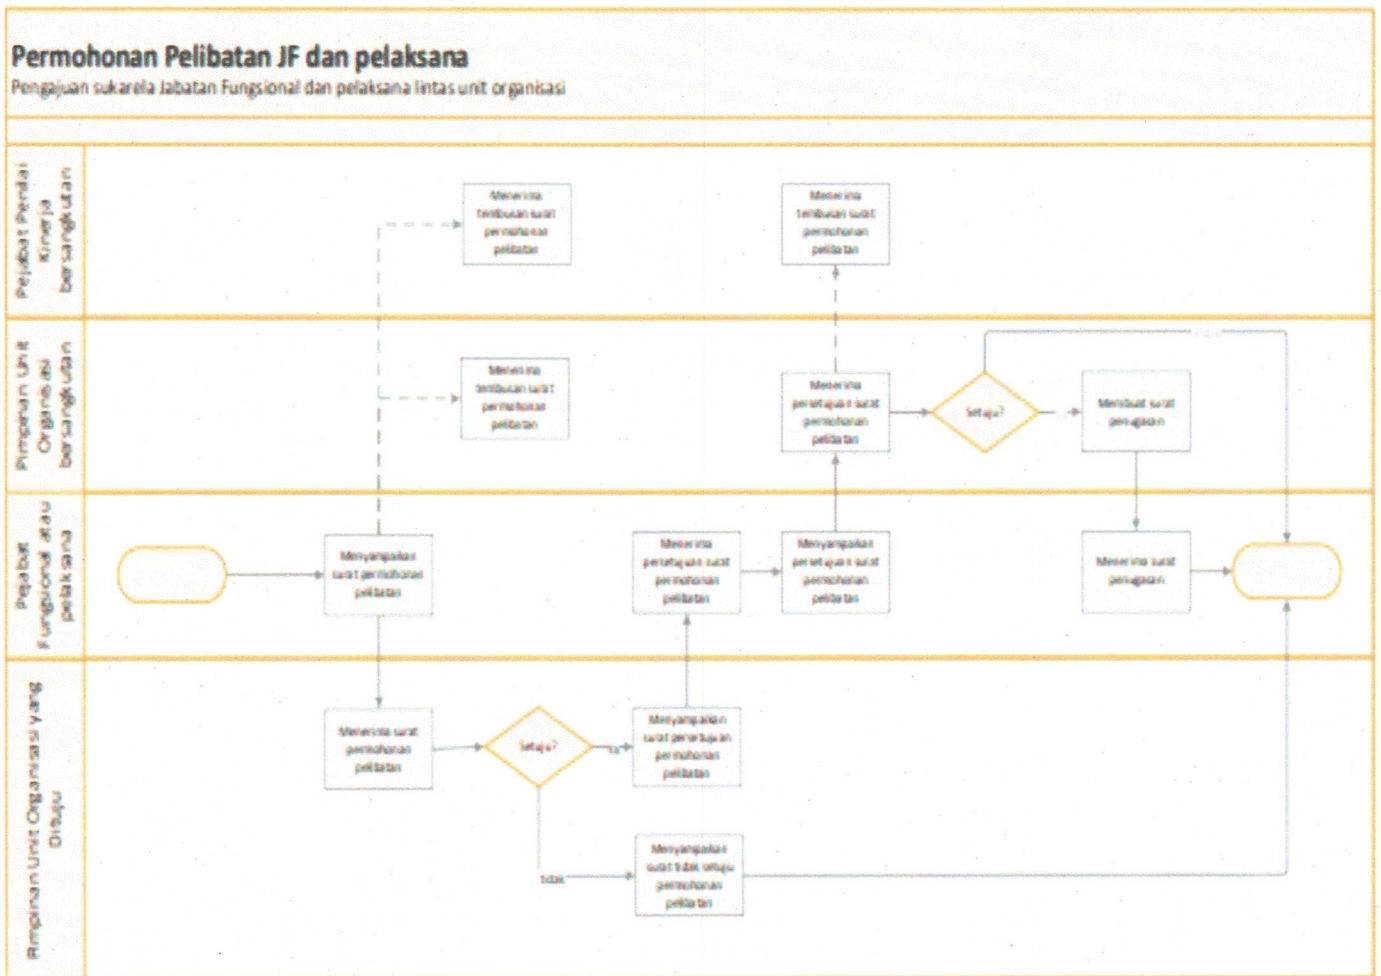 Permohonan Pelibatan JF dan pelaksana
Pengajuan sukarela Jabatan Fungsional dan pelaksana lintas unit organisasi
Pejabat Penilai
Kinerja
bersangkutan
Menerima
tembusan surat
permohonan
pelibatan
Menerima
tembusan surat
permohonan
pelibatan
Pimpinan Unit
Organisasi
bersangkutan
Menerima
tembusan surat
permohonan
pelibatan
Menerima
persetujuan surat
permohonan
pelibatan
Setuju?
Membuat surat
penugasan
Pejabat
Fungsional atau
pelaksana
Menyampaikan
surat permohonan
pelibatan
Menerima
persetujuan surat
permohonan
pelibatan
Menyampaikan
persetujuan surat
permohonan
pelibatan
Menerima surat
penugasan
Pimpinan Unit Organisasi yang
Dituju
Menerima surat
permohonan
pelibatan
Setuju?
Menyampaikan
surat persetujuan
permohonan
pelibatan
tidak
Menyampaikan
surat tidak setuju
permohonan
pelibatan